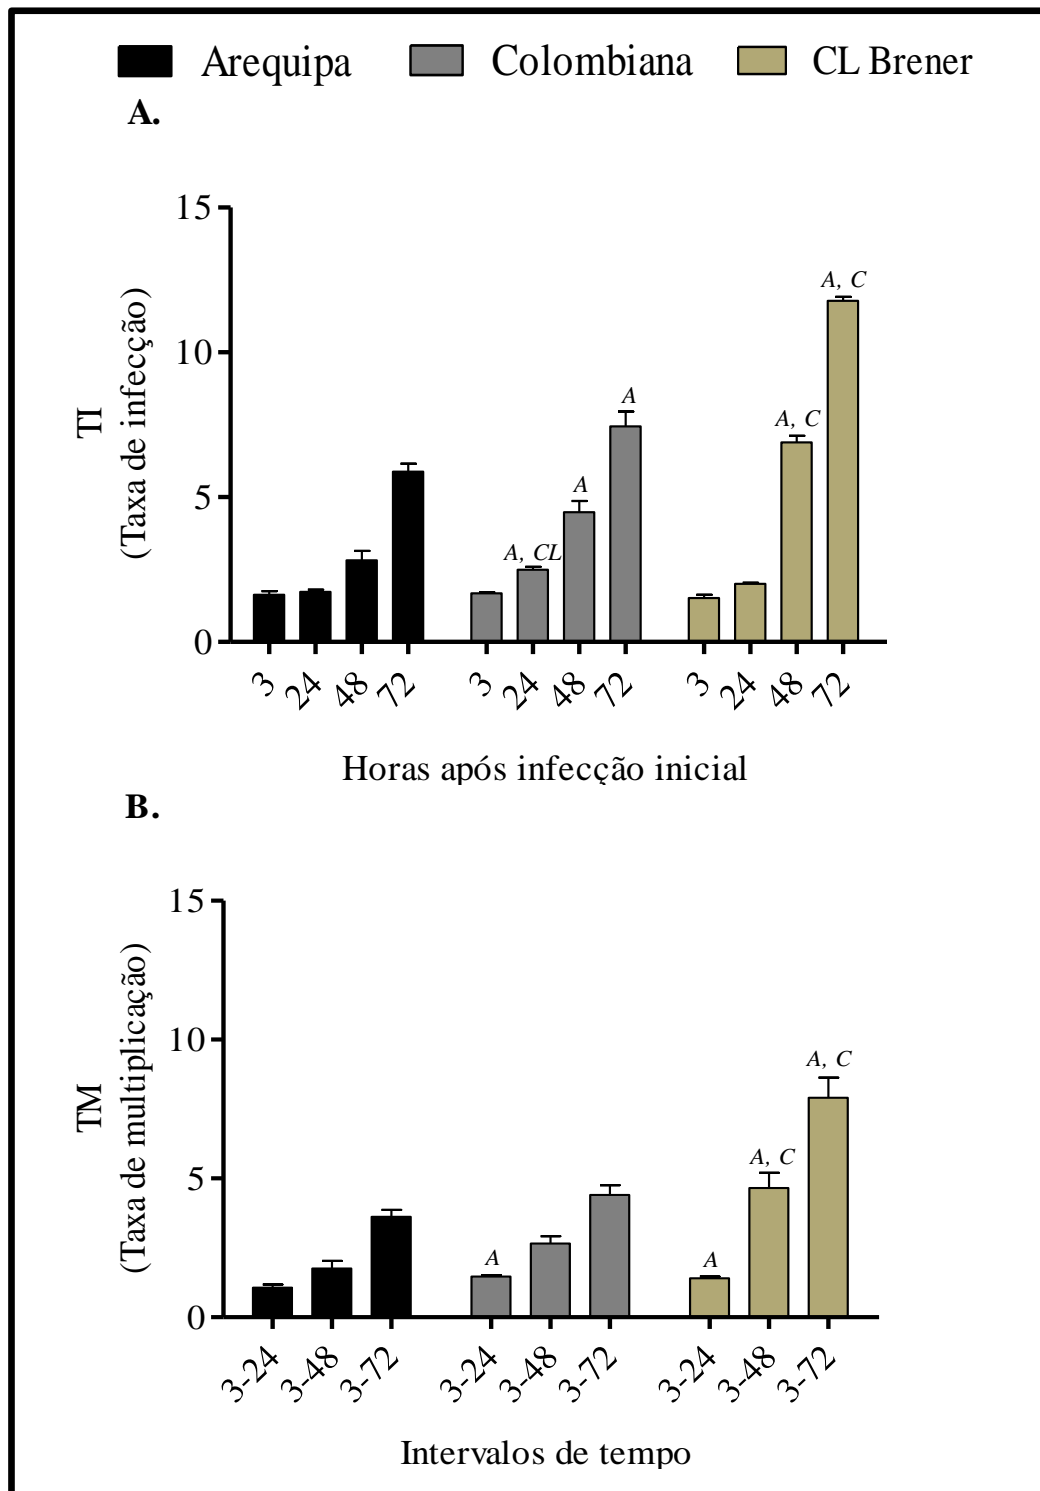 Arequipa Colombiana CL Brener
A.
TI
(Taxa de infecção)
15
10
5
0
A, CL
A
A
A, C
A, C
3 24 48 72 3 24 48 72 3 24 48 72
Horas após infecção inicial
B.
TM
(Taxa de multiplicação)
15
10
5
0
A
A
A, C
A, C
3-24 3-48 3-72 3-24 3-48 3-72 3-24 3-48 3-72
Intervalos de tempo